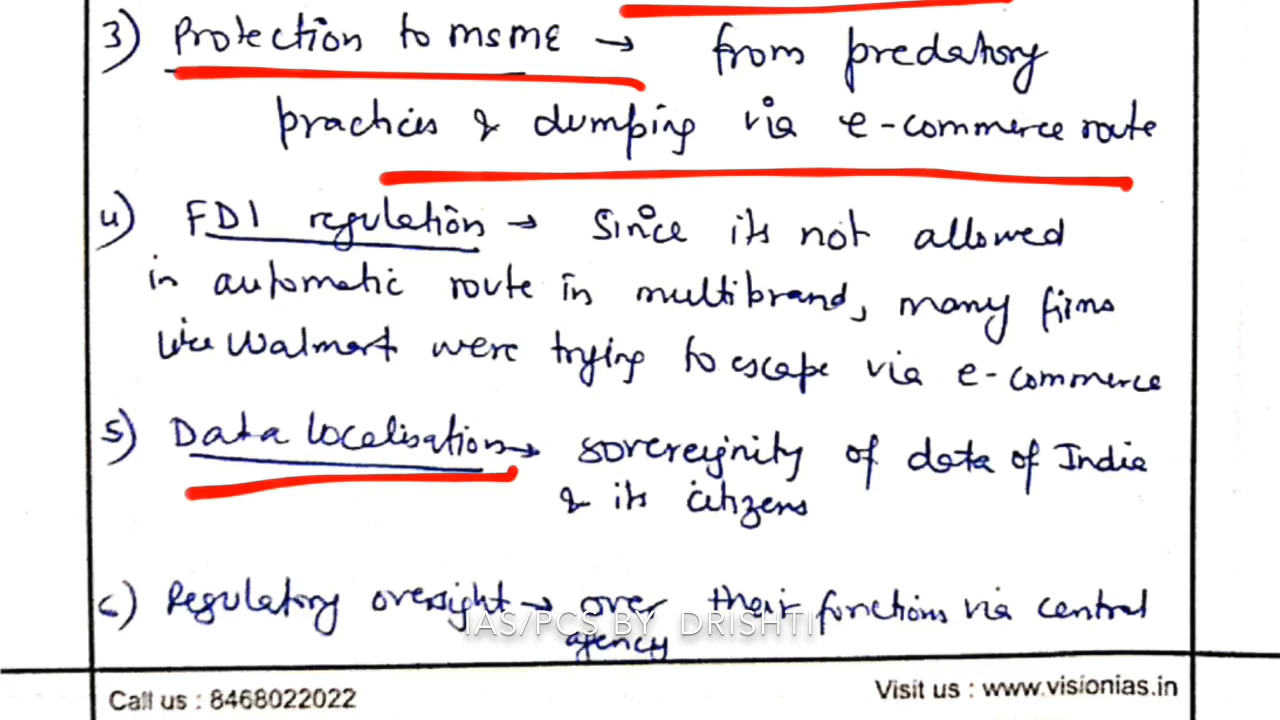 3) Protection to MSME → from predatory
practices & dumping via e-commerce route
4) FDI regulation → Since its not allowed
in automatic route in multibrand, many firms
like Walmart were trying to escape via e-commerce
5) Data localisation → sovereignity of data of India
& its citizens
6) Regulatory oversight → over their functions via central
agency
IAS/PCS BY DRISHTI
Call us : 8468022022
Visit us : www.visionias.in